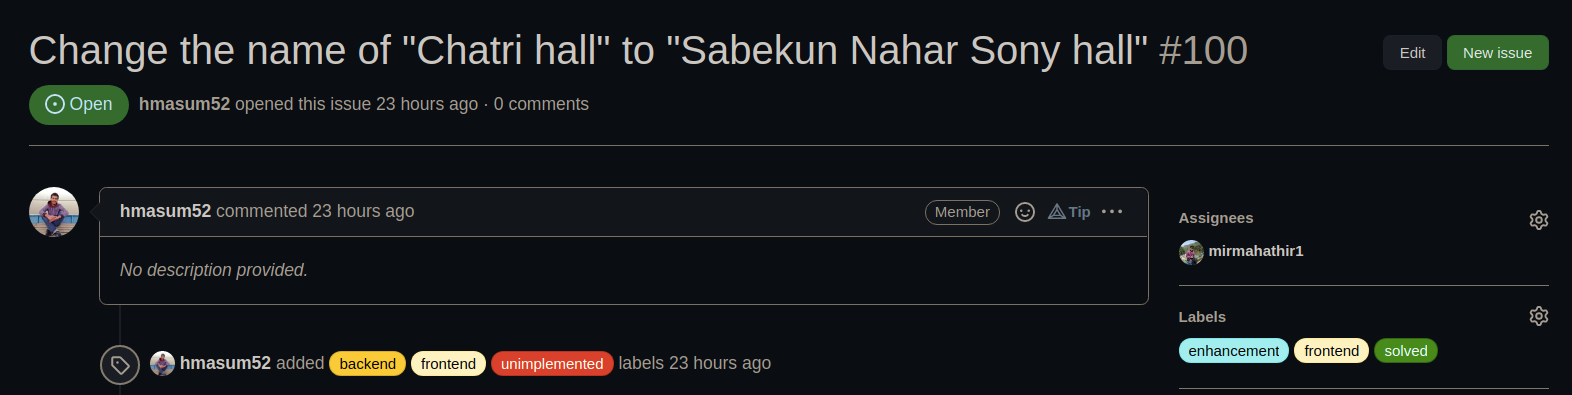 Change the name of "Chatri hall" to "Sabekun Nahar Sony hall" #100
Edit
New issue
Open
hmasum52 opened this issue 23 hours ago · 0 comments
hmasum52 commented 23 hours ago
Member
Tip
No description provided.
hmasum52 added backend frontend unimplemented labels 23 hours ago
Assignees
mirmahathir1
Labels
enhancement frontend solved